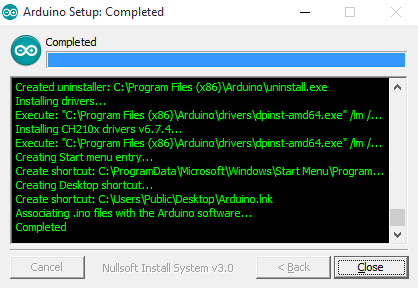 Arduino Setup: Completed
Completed
Created uninstaller: C:\Program Files (x86)\Arduino\uninstall.exe
Installing drivers...
Execute: "C:\Program Files (x86)\Arduino\drivers\dpinst-amd64.exe" /lm /...
Installing CH210x drivers v6.7.4...
Execute: "C:\Program Files (x86)\Arduino\drivers\dpinst-amd64.exe" /lm /...
Creating Start menu entry...
Create shortcut: C:\ProgramData\Microsoft\Windows\Start Menu\Program...
Creating Desktop shortcut...
Create shortcut: C:\Users\Public\Desktop\Arduino.lnk
Associating .ino files with the Arduino software...
Completed
Cancel Nullsoft Install System v3.0 < Back Close